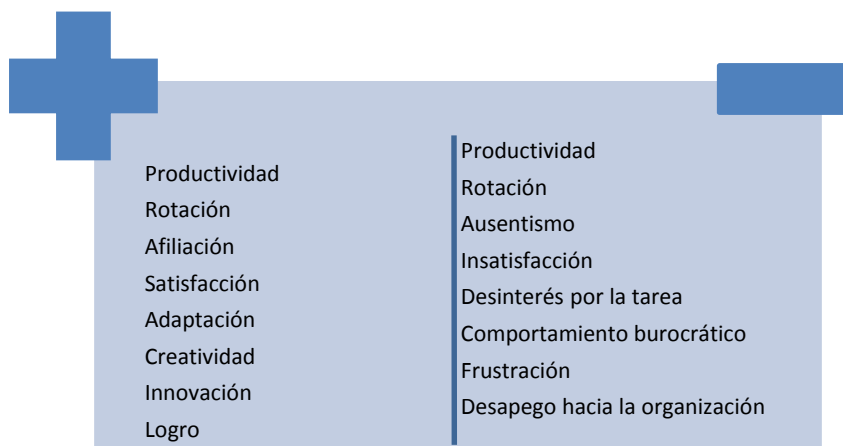 Productividad
Rotación
Afiliación
Satisfacción
Adaptación
Creatividad
Innovación
Logro
Productividad
Rotación
Ausentismo
Insatisfacción
Desinterés por la tarea
Comportamiento burocrático
Frustración
Desapego hacia la organización